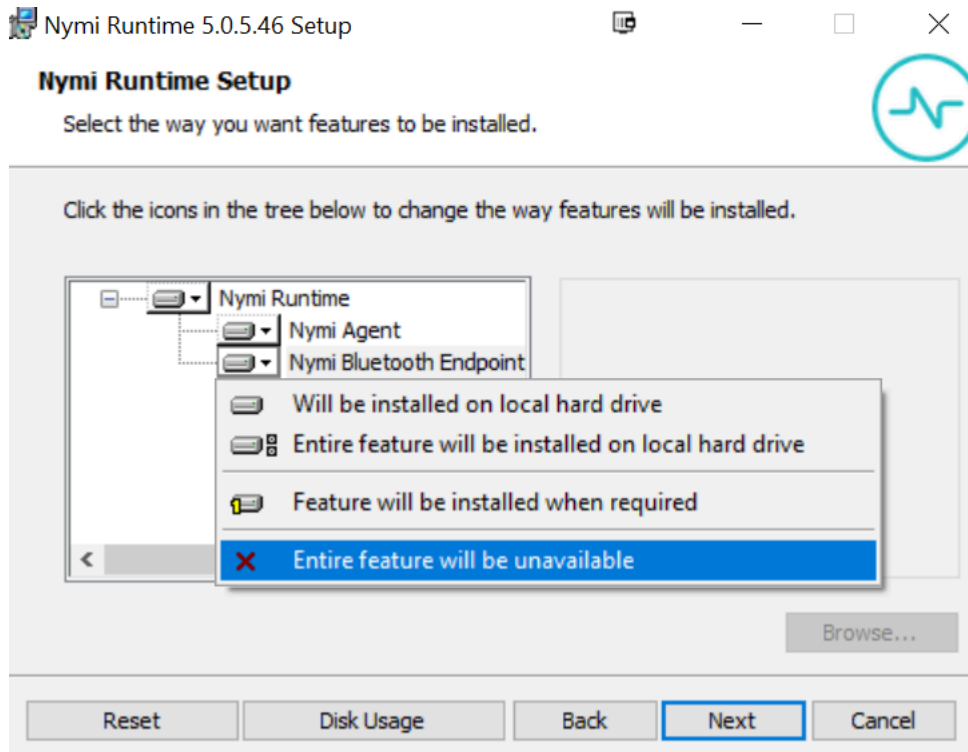 Nymi Runtime 5.0.5.46 Setup
Nymi Runtime Setup
Select the way you want features to be installed.
Click the icons in the tree below to change the way features will be installed.
Nymi Runtime
Nymi Agent
Nymi Bluetooth Endpoint
Will be installed on local hard drive
Entire feature will be installed on local hard drive
Feature will be installed when required
Entire feature will be unavailable
Browse...
Reset Disk Usage Back Next Cancel